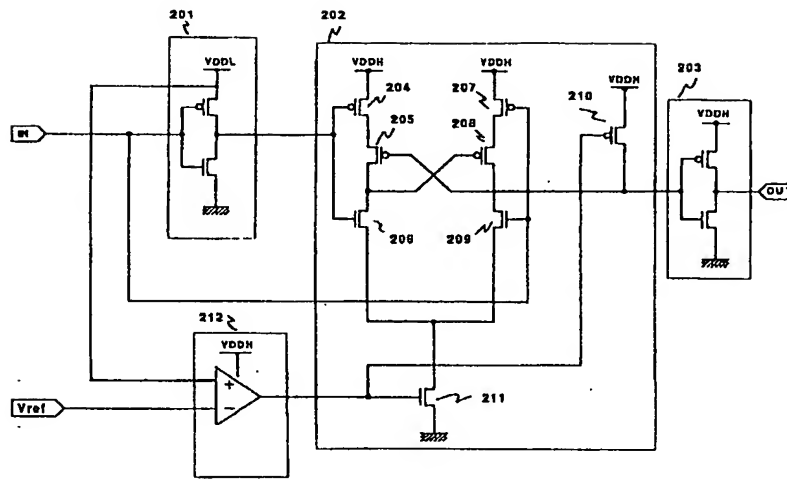 201
202
VDDL
VDDH
VDDH
204
207
210
VDDH
203
VDDH
IN
205
208
OUT
206
209
212
VDDH
+
−
Vref
211